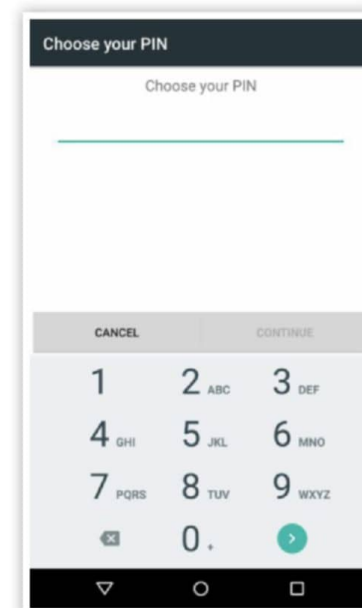 Choose your PIN
Choose your PIN
CANCEL CONTINUE
1 2 ABC 3 DEF
4 GHI 5 JKL 6 MNO
7 PQRS 8 TUV 9 WXYZ
0 +